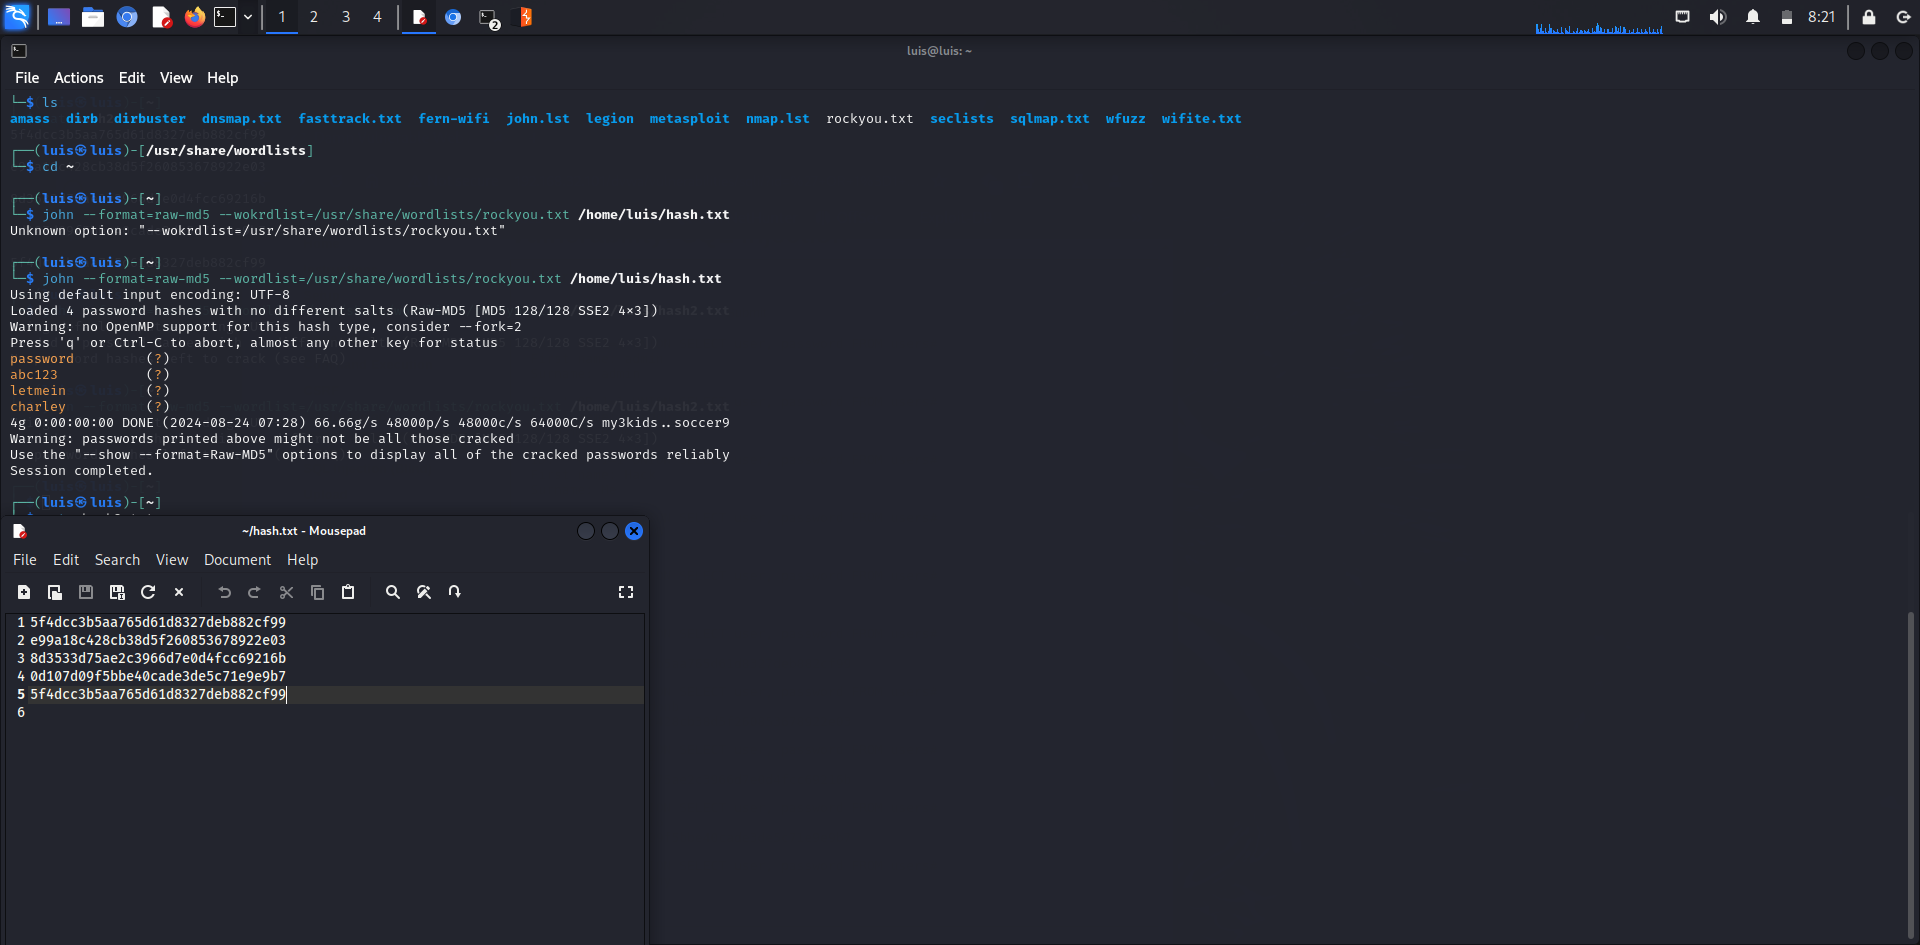 1 2 3 4 2 8:21
luis@luis: ~
File Actions Edit View Help
└─$ ls
amass dirb dirbuster dnsmap.txt fasttrack.txt fern-wifi john.lst legion metasploit nmap.lst rockyou.txt seclists sqlmap.txt wfuzz wifite.txt
┌──(luis㉿luis)-[/usr/share/wordlists]
└─$ cd ~
┌──(luis㉿luis)-[~]
└─$ john --format=raw-md5 --wokrdlist=/usr/share/wordlists/rockyou.txt /home/luis/hash.txt
Unknown option: "--wokrdlist=/usr/share/wordlists/rockyou.txt"
┌──(luis㉿luis)-[~]
└─$ john --format=raw-md5 --wordlist=/usr/share/wordlists/rockyou.txt /home/luis/hash.txt
Using default input encoding: UTF-8
Loaded 4 password hashes with no different salts (Raw-MD5 [MD5 128/128 SSE2 4×3])
Warning: no OpenMP support for this hash type, consider --fork=2
Press 'q' or Ctrl-C to abort, almost any other key for status
password (?)
abc123 (?)
letmein (?)
charley (?)
4g 0:00:00:00 DONE (2024-08-24 07:28) 66.66g/s 48000p/s 48000c/s 64000C/s my3kids..soccer9
Warning: passwords printed above might not be all those cracked
Use the "--show --format=Raw-MD5" options to display all of the cracked passwords reliably
Session completed.
┌──(luis㉿luis)-[~]
~/hash.txt - Mousepad
File Edit Search View Document Help
1 5f4dcc3b5aa765d61d8327deb882cf99
2 e99a18c428cb38d5f260853678922e03
3 8d3533d75ae2c3966d7e0d4fcc69216b
4 0d107d09f5bbe40cade3de5c71e9e9b7
5 5f4dcc3b5aa765d61d8327deb882cf99
6